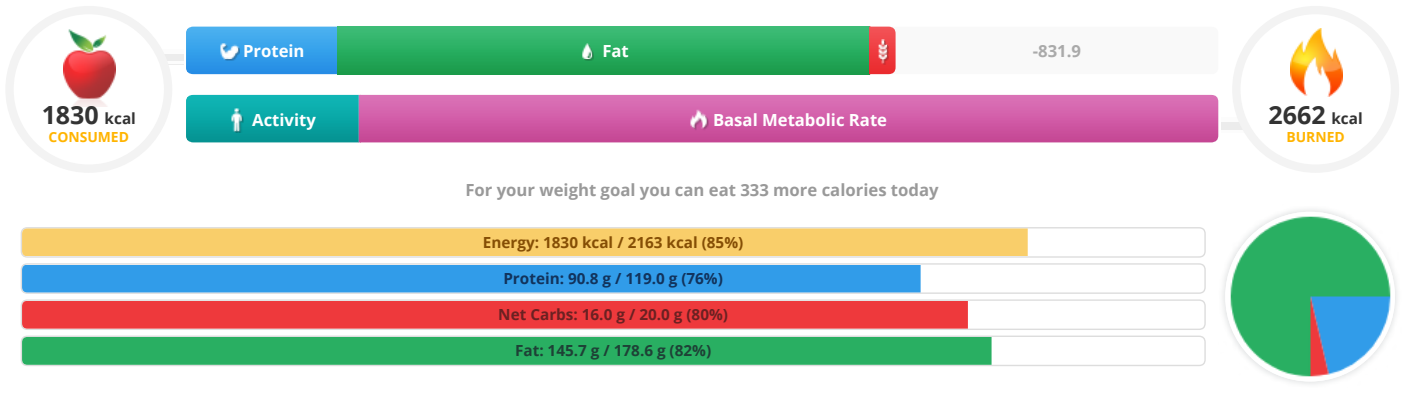 Protein
Fat
-831.9
1830 kcal
CONSUMED
2662 kcal
BURNED
Activity
Basal Metabolic Rate
For your weight goal you can eat 333 more calories today
Energy: 1830 kcal / 2163 kcal (85%)
Protein: 90.8 g / 119.0 g (76%)
Net Carbs: 16.0 g / 20.0 g (80%)
Fat: 145.7 g / 178.6 g (82%)